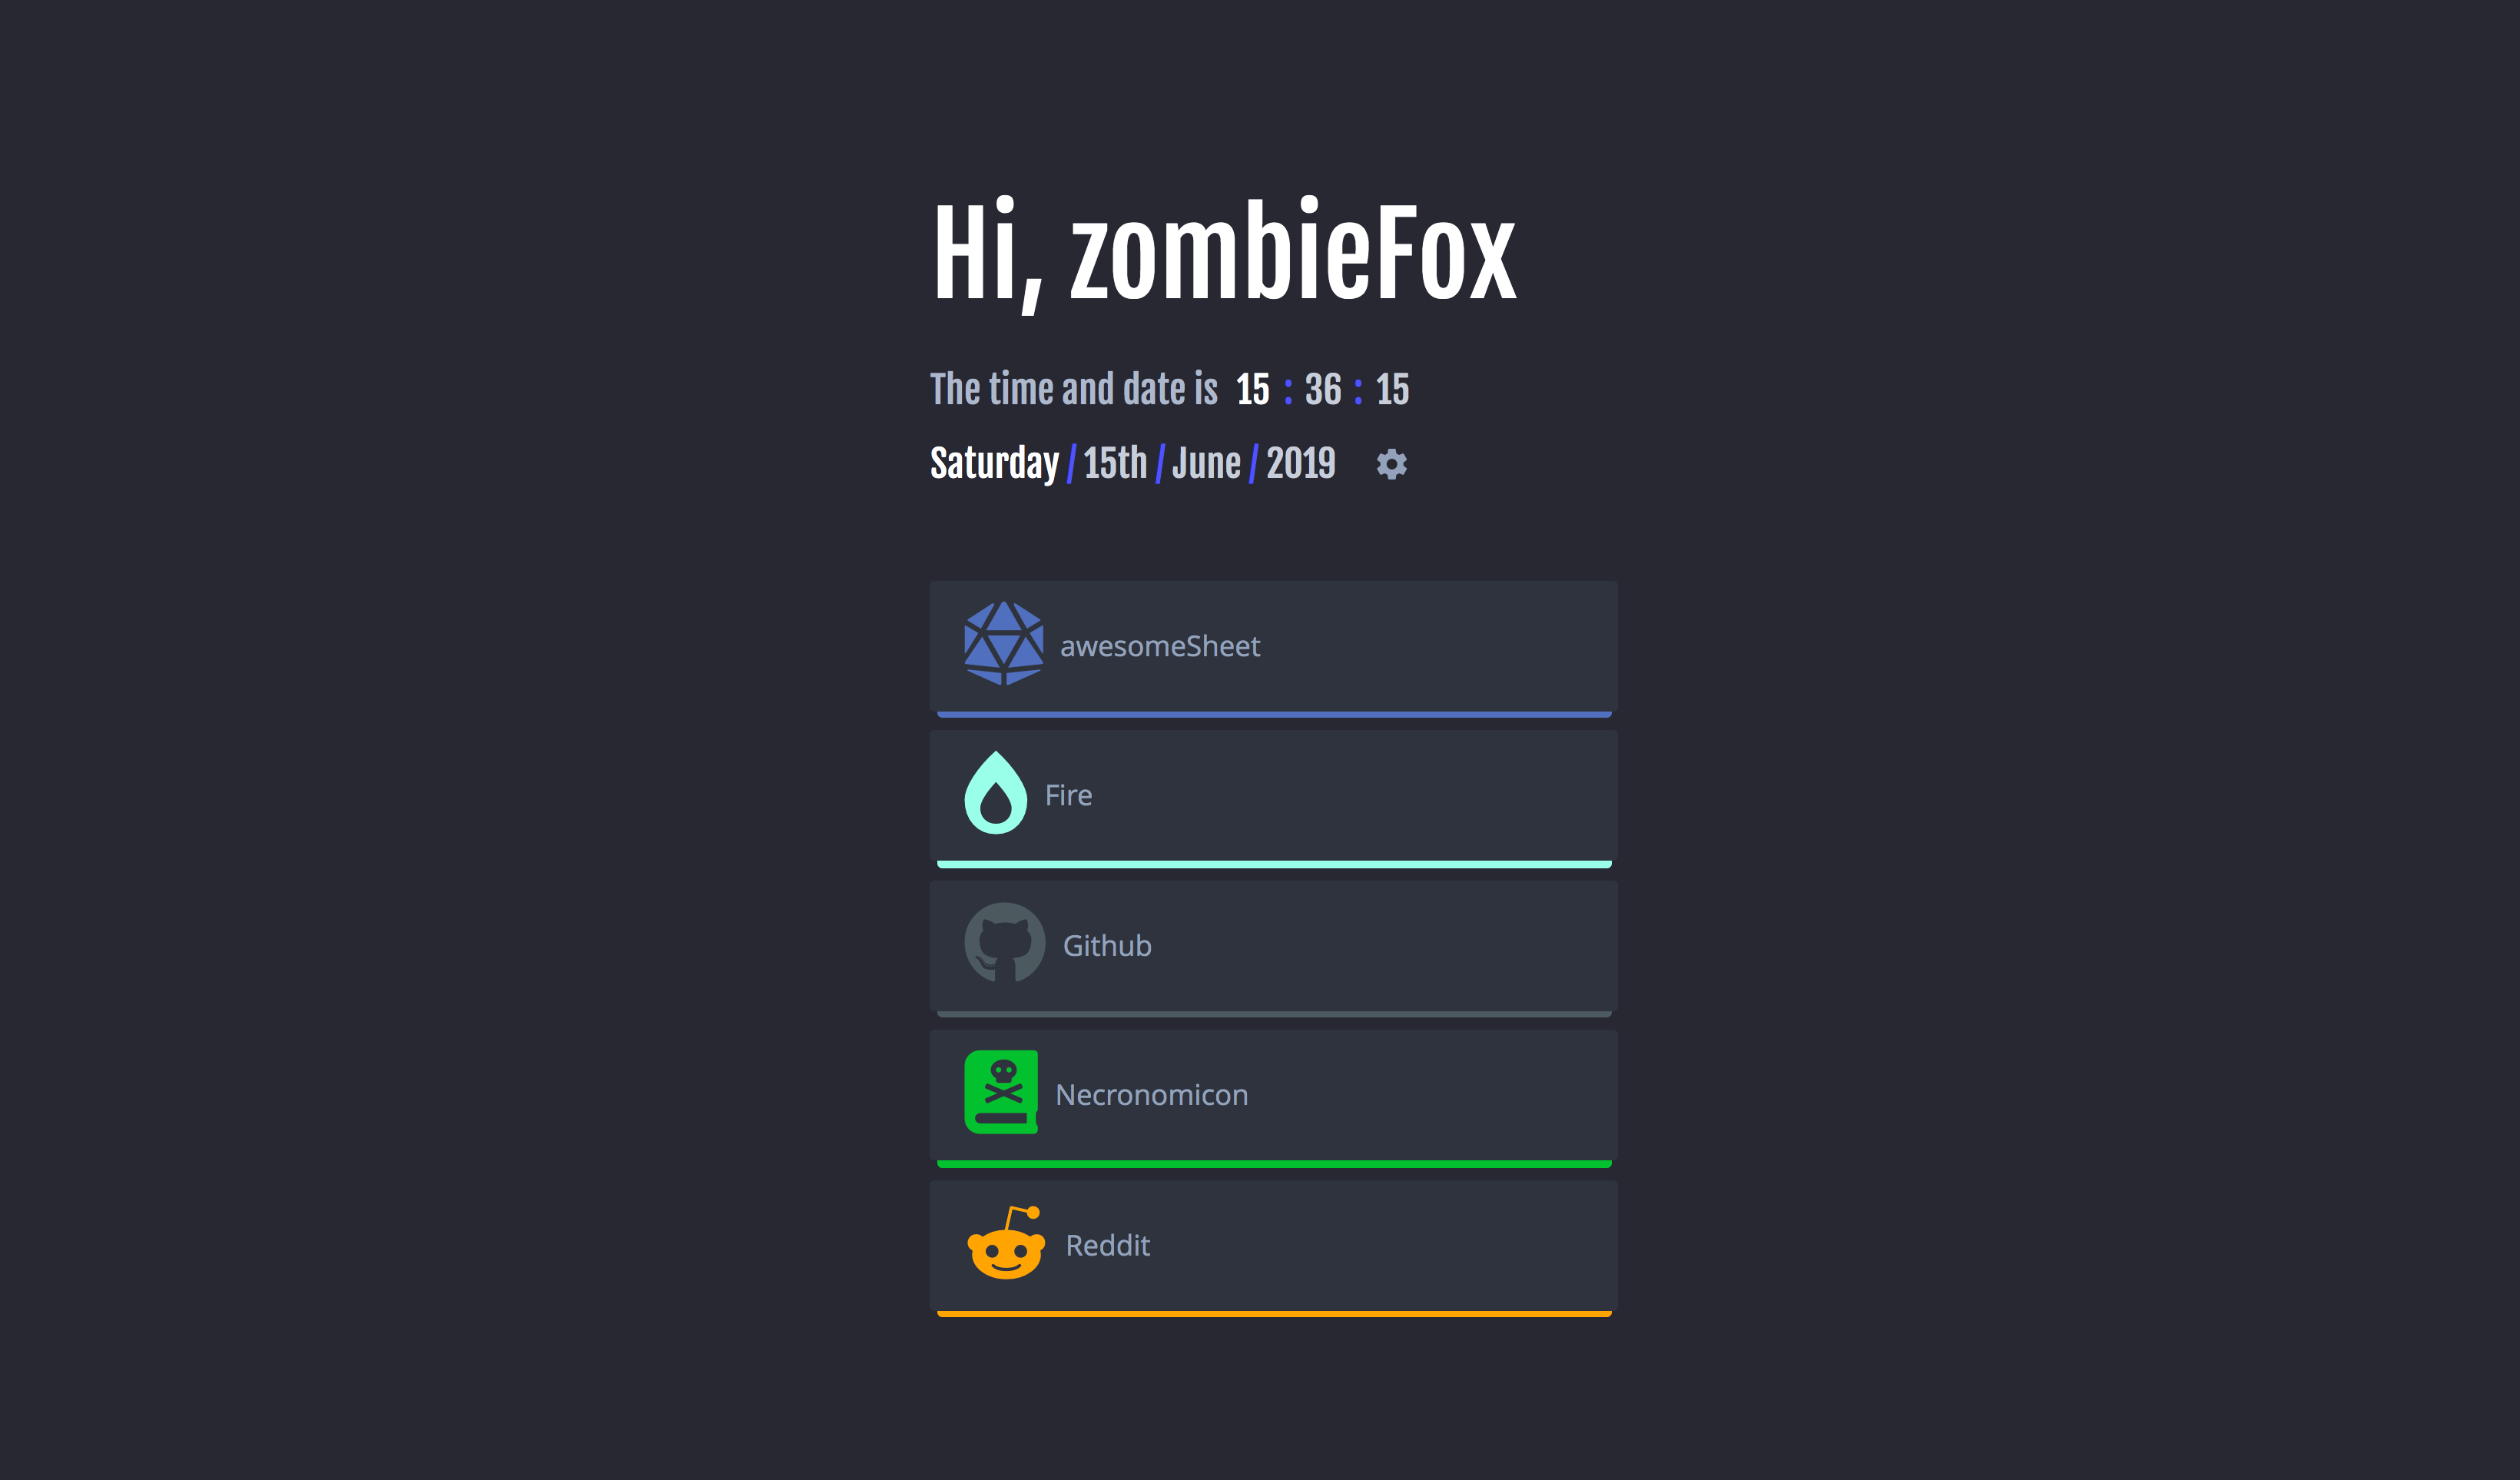 Hi, zombieFox
The time and date is 15 : 36 : 15
Saturday / 15th / June / 2019
awesomeSheet
Fire
Github
Necronomicon
Reddit